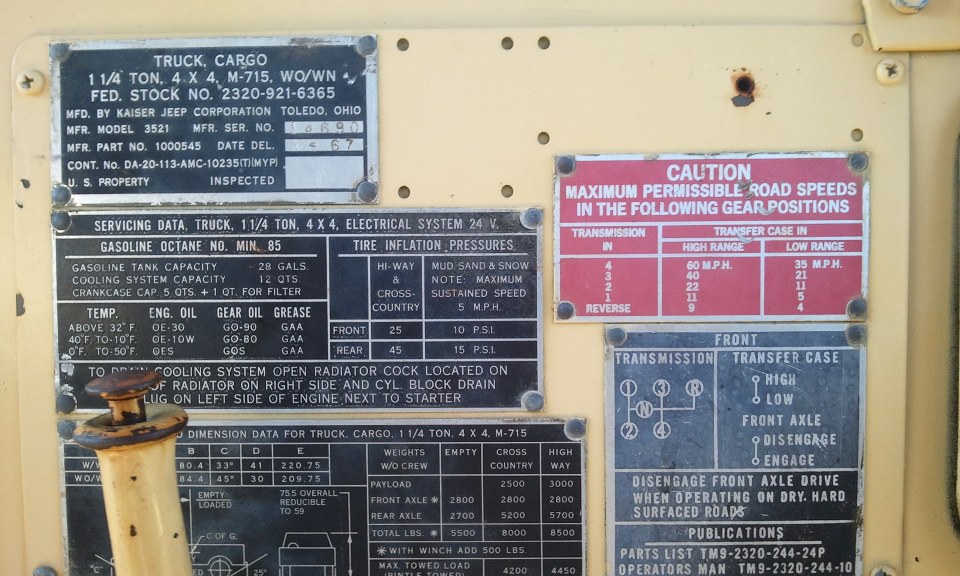 TRUCK, CARGO
1 1/4 TON, 4 X 4, M-715, WO/WN
FED. STOCK NO. 2320-921-6365
MFD. BY KAISER JEEP CORPORATION TOLEDO, OHIO
MFR. MODEL 3521 MFR. SER. NO.
MFR. PART NO. 1000545 DATE DEL. 67
CONT. No. DA-20-113-AMC-10235(T)(MYP)
U. S. PROPERTY INSPECTED
SERVICING DATA, TRUCK, 1 1/4 TON, 4 X 4, ELECTRICAL SYSTEM 24 V.
GASOLINE OCTANE NO. MIN. 85
GASOLINE TANK CAPACITY 28 GALS.
COOLING SYSTEM CAPACITY 12 QTS.
CRANKCASE CAP. 5 QTS. + 1 QT. FOR FILTER
TEMP. ENG. OIL GEAR OIL GREASE
ABOVE 32°F. OE-30 GO-90 GAA
40°F. TO-10°F. OE-10W GO-80 GAA
0°F. TO-50°F. OES GOS GAA
TIRE INFLATION PRESSURES
HI-WAY & CROSS-COUNTRY
MUD, SAND & SNOW
NOTE: MAXIMUM
SUSTAINED SPEED
5 M.P.H.
FRONT 25 10 P.S.I.
REAR 45 15 P.S.I.
TO DRAIN COOLING SYSTEM OPEN RADIATOR COCK LOCATED ON
OF RADIATOR ON RIGHT SIDE AND CYL. BLOCK DRAIN
LUG ON LEFT SIDE OF ENGINE NEXT TO STARTER
DIMENSION DATA FOR TRUCK, CARGO, 1 1/4 TON, 4 X 4, M-715
B C D E
W/W 80.4 33° 41 220.75
WO/W 84.4 45° 30 209.75
EMPTY
LOADED
75.5 OVERALL
REDUCIBLE
TO 59
C. OF G.
"C"
25°
WEIGHTS W/O CREW EMPTY CROSS COUNTRY HIGH WAY
PAYLOAD 2500 3000
FRONT AXLE * 2800 2800 2800
REAR AXLE 2700 5200 5700
TOTAL LBS. * 5500 8000 8500
* WITH WINCH ADD 500 LBS.
MAX. TOWED LOAD 4200 4450
(PINTLE TOWED)
CAUTION
MAXIMUM PERMISSIBLE ROAD SPEEDS
IN THE FOLLOWING GEAR POSITIONS
TRANSMISSION IN TRANSFER CASE IN
HIGH RANGE LOW RANGE
4 60 M.P.H. 35 M.P.H.
3 40 21
2 22 11
1 11 5
REVERSE 9 4
FRONT
TRANSMISSION TRANSFER CASE
1 3 R
N
2 4
HIGH
LOW
FRONT AXLE
DISENGAGE
ENGAGE
DISENGAGE FRONT AXLE DRIVE
WHEN OPERATING ON DRY, HARD
SURFACED ROADS
PUBLICATIONS
PARTS LIST TM9-2320-244-24P
OPERATORS MAN TM9-2320-244-10